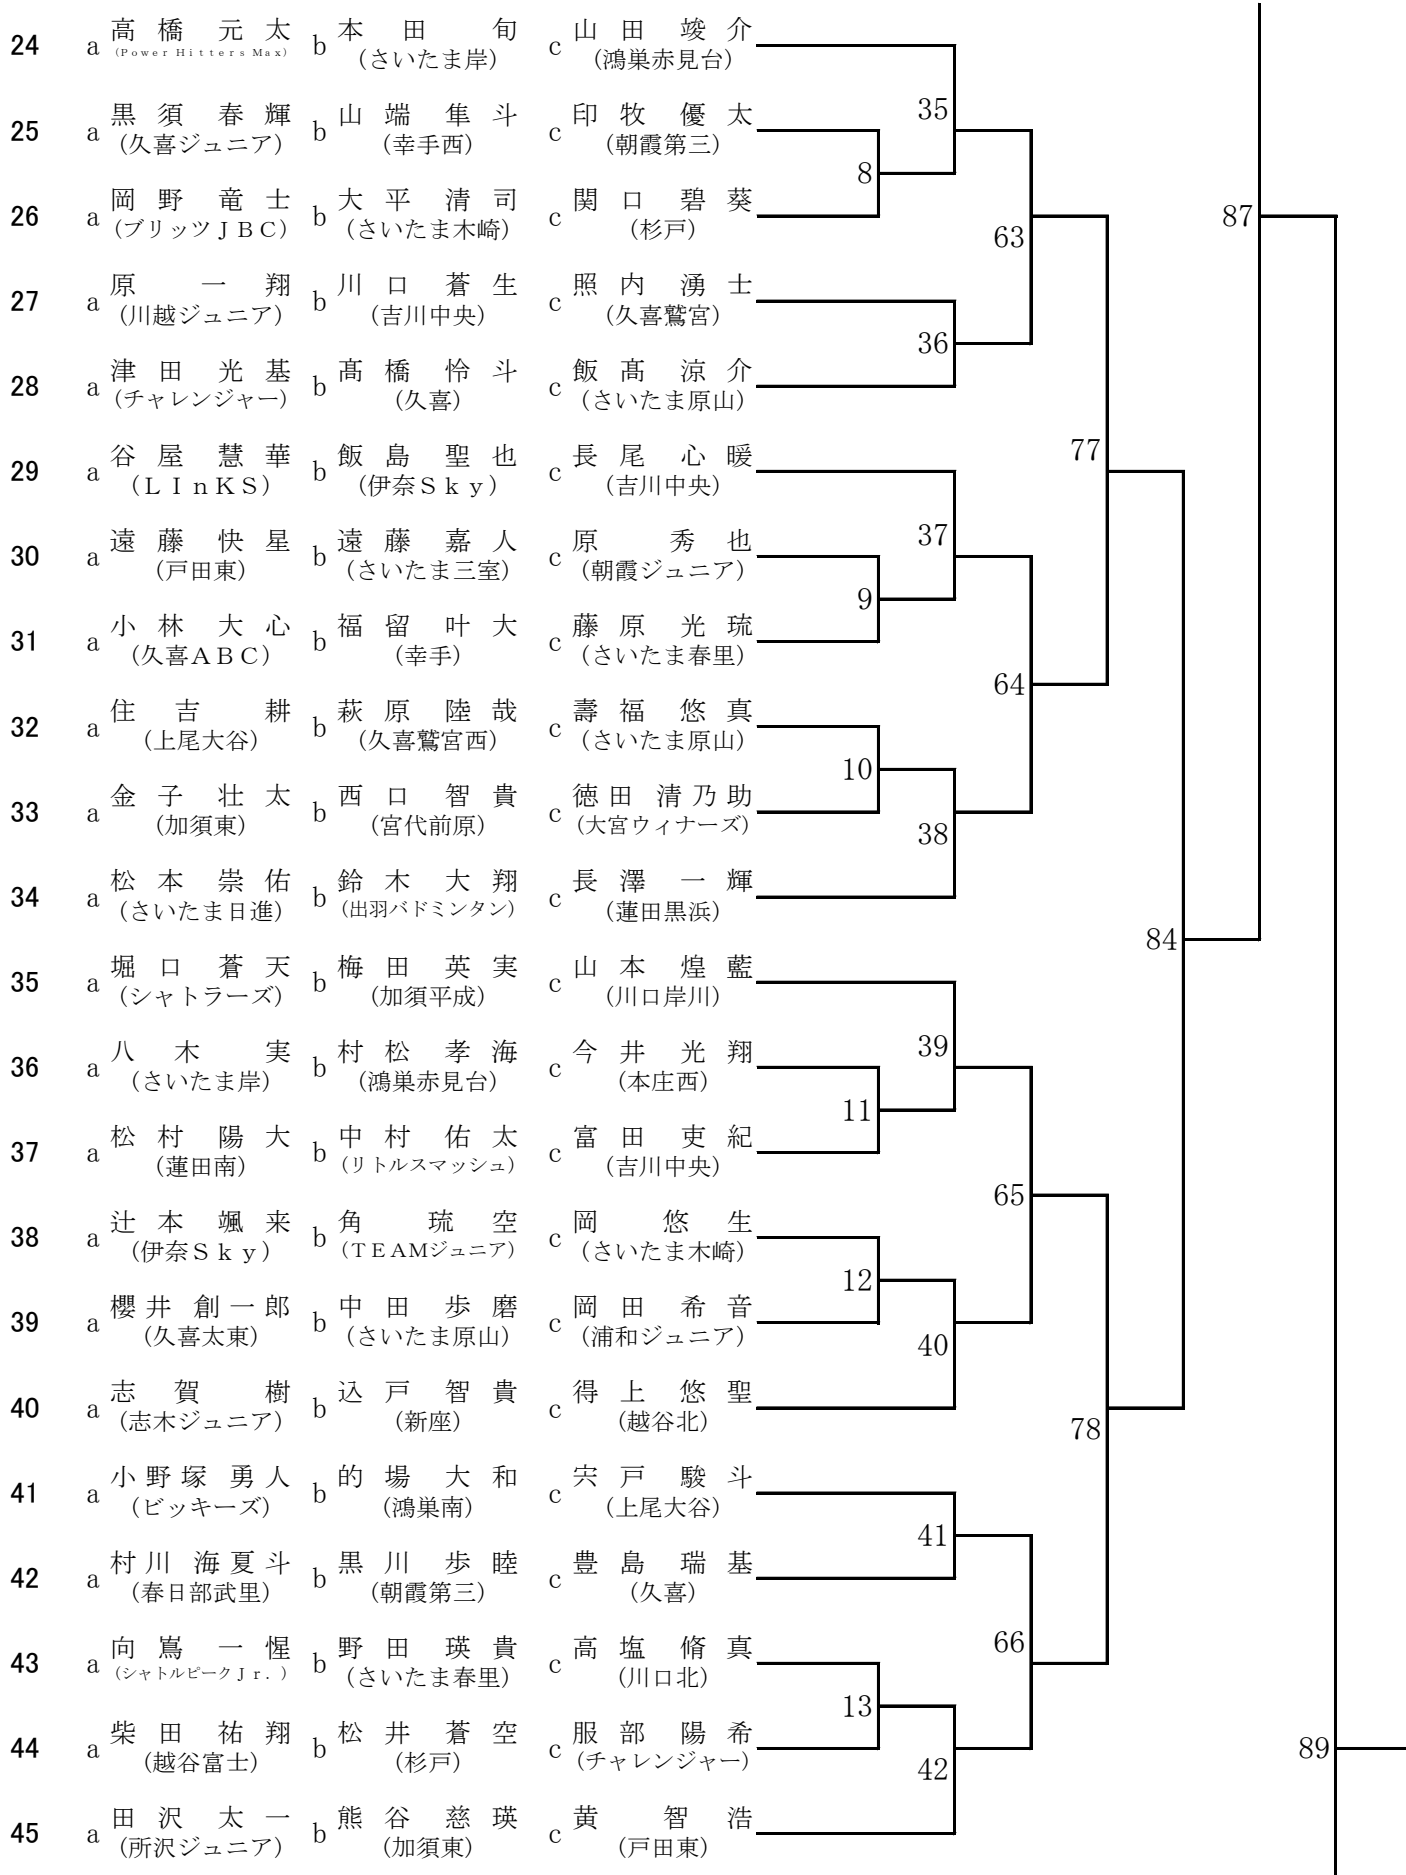 24 a 高橋 元太 b 本田 旬 c 山田 竣介
(Power Hitters Max) (さいたま岸) (鴻巣赤見台)
35
25 a 黒須 春輝 b 山端 隼斗 c 印牧 優太
(久喜ジュニア) (幸手西) (朝霞第三)
8
26 a 岡野 竜士 b 大平 清司 c 関口 碧葵
(ブリッツJBC) (さいたま木崎) (杉戸)
87
63
27 a 原 一翔 b 川口 蒼生 c 照内 湧士
(川越ジュニア) (吉川中央) (久喜鷲宮)
36
28 a 津田 光基 b 髙橋 怜斗 c 飯髙 涼介
(チャレンジャー) (久喜) (さいたま原山)
77
29 a 谷屋 慧華 b 飯島 聖也 c 長尾 心暖
(LInKS) (伊奈Sky) (吉川中央)
37
30 a 遠藤 快星 b 遠藤 嘉人 c 原 秀也
(戸田東) (さいたま三室) (朝霞ジュニア)
9
31 a 小林 大心 b 福留 叶大 c 藤原 光琉
(久喜ABC) (幸手) (さいたま春里)
64
32 a 住吉 耕 b 萩原 陸哉 c 壽福 悠真
(上尾大谷) (久喜鷲宮西) (さいたま原山)
10
33 a 金子 壮太 b 西口 智貴 c 徳田 清乃助
(加須東) (宮代前原) (大宮ウィナーズ)
38
34 a 松本 崇佑 b 鈴木 大翔 c 長澤 一輝
(さいたま日進) (出羽バドミンタン) (蓮田黒浜)
84
35 a 堀口 蒼天 b 梅田 英実 c 山本 煌藍
(シャトラーズ) (加須平成) (川口岸川)
39
36 a 八木 実 b 村松 孝海 c 今井 光翔
(さいたま岸) (鴻巣赤見台) (本庄西)
11
37 a 松村 陽大 b 中村 佑太 c 富田 吏紀
(蓮田南) (リトルスマッシュ) (吉川中央)
65
38 a 辻本 颯来 b 角 琉空 c 岡 悠生
(伊奈Sky) (TEAMジュニア) (さいたま木崎)
12
39 a 櫻井 創一郎 b 中田 歩磨 c 岡田 希音
(久喜太東) (さいたま原山) (浦和ジュニア)
40
40 a 志賀 樹 b 込戸 智貴 c 得上 悠聖
(志木ジュニア) (新座) (越谷北)
78
41 a 小野塚 勇人 b 的場 大和 c 宍戸 駿斗
(ビッキーズ) (鴻巣南) (上尾大谷)
41
42 a 村川 海夏斗 b 黒川 歩睦 c 豊島 瑞基
(春日部武里) (朝霞第三) (久喜)
66
43 a 向嶌 一惺 b 野田 瑛貴 c 高塩 脩真
(シャトルピークJr.) (さいたま春里) (川口北)
13
44 a 柴田 祐翔 b 松井 蒼空 c 服部 陽希
(越谷富士) (杉戸) (チャレンジャー)
89
42
45 a 田沢 太一 b 熊谷 慈瑛 c 黄 智浩
(所沢ジュニア) (加須東) (戸田東)